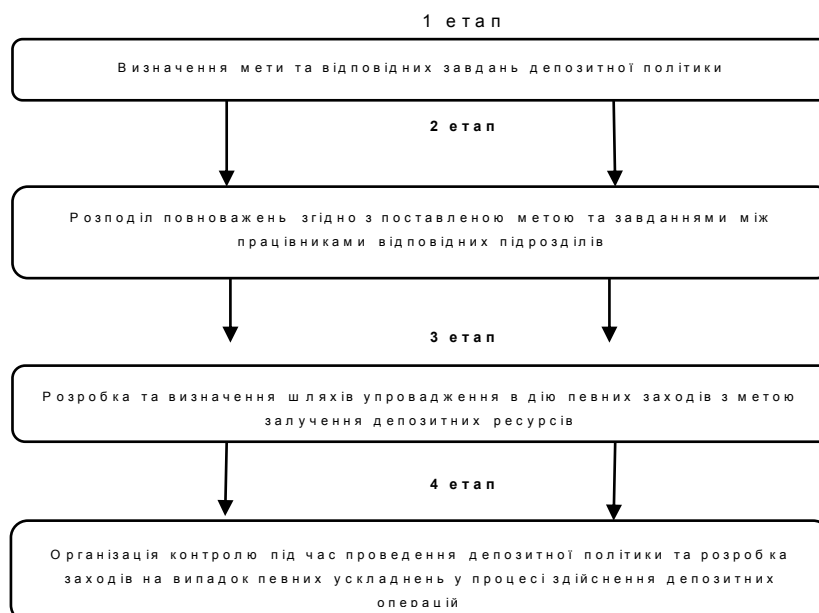 1 етап
Визначення мети та відповідних завдань депозитної політики
2 етап
Розподіл повноважень згідно з поставленою метою та завданнями між
працівниками відповідних підрозділів
3 етап
Розробка та визначення шляхів упровадження в дію певних заходів з метою
залучення депозитних ресурсів
4 етап
Організація контролю під час проведення депозитної політики та розробка
заходів на випадок певних ускладнень у процесі здійснення депозитних
операцій